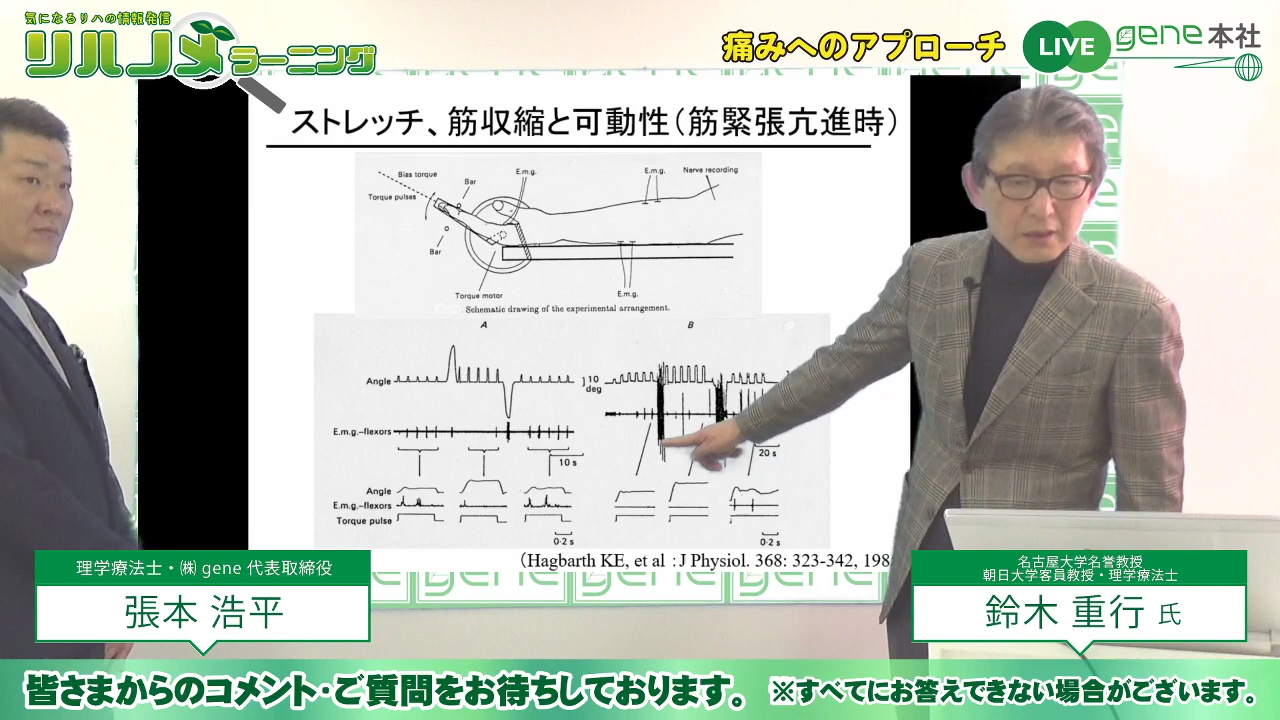 気になるリハの情報発信
リハノメ
ラーニング
痛みへのアプローチ
LIVE
gene本社
ストレッチ、筋収縮と可動性（筋緊張亢進時）
Bias torque
Bar
E.m.g.
E.m.g.
Nerve recording
Torque pulses
Bar
Torque motor
E.m.g.
Schematic drawing of the experimental arrangement.
A
B
Angle
10
deg
E.m.g.–flexors
10 s
20 s
Angle
E.m.g.–flexors
Torque pulse
0·2 s
0·2 s
（Hagbarth KE, et al ：J Physiol. 368: 323-342, 198
理学療法士・㈱ gene 代表取締役
張本 浩平
名古屋大学名誉教授
朝日大学客員教授・理学療法士
鈴木 重行 氏
皆さまからのコメント・ご質問をお待ちしております。
※すべてにお答えできない場合がございます。